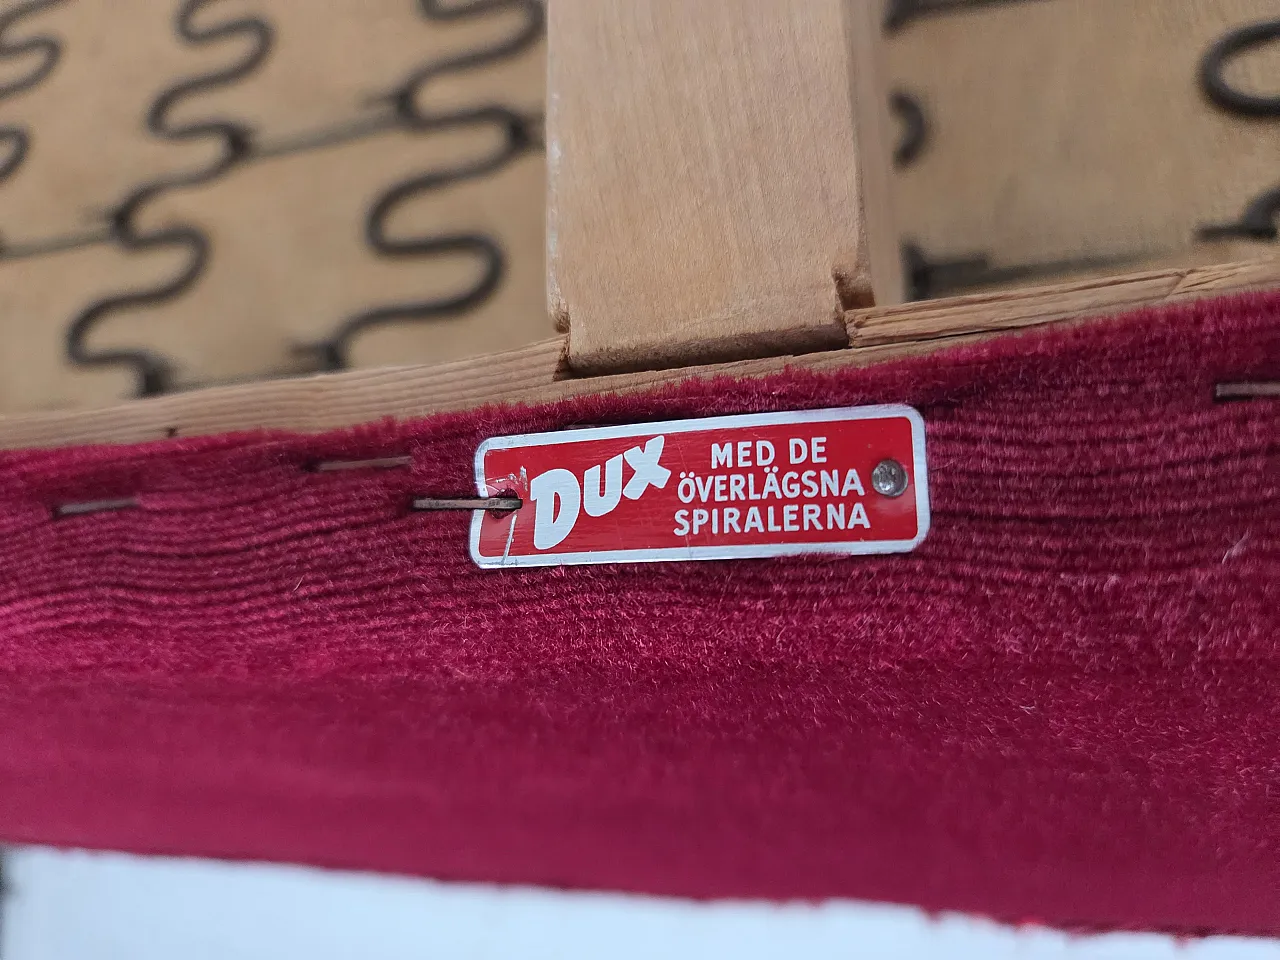 DUX
MED DE
ÖVERLÄGSNA
SPIRALERNA